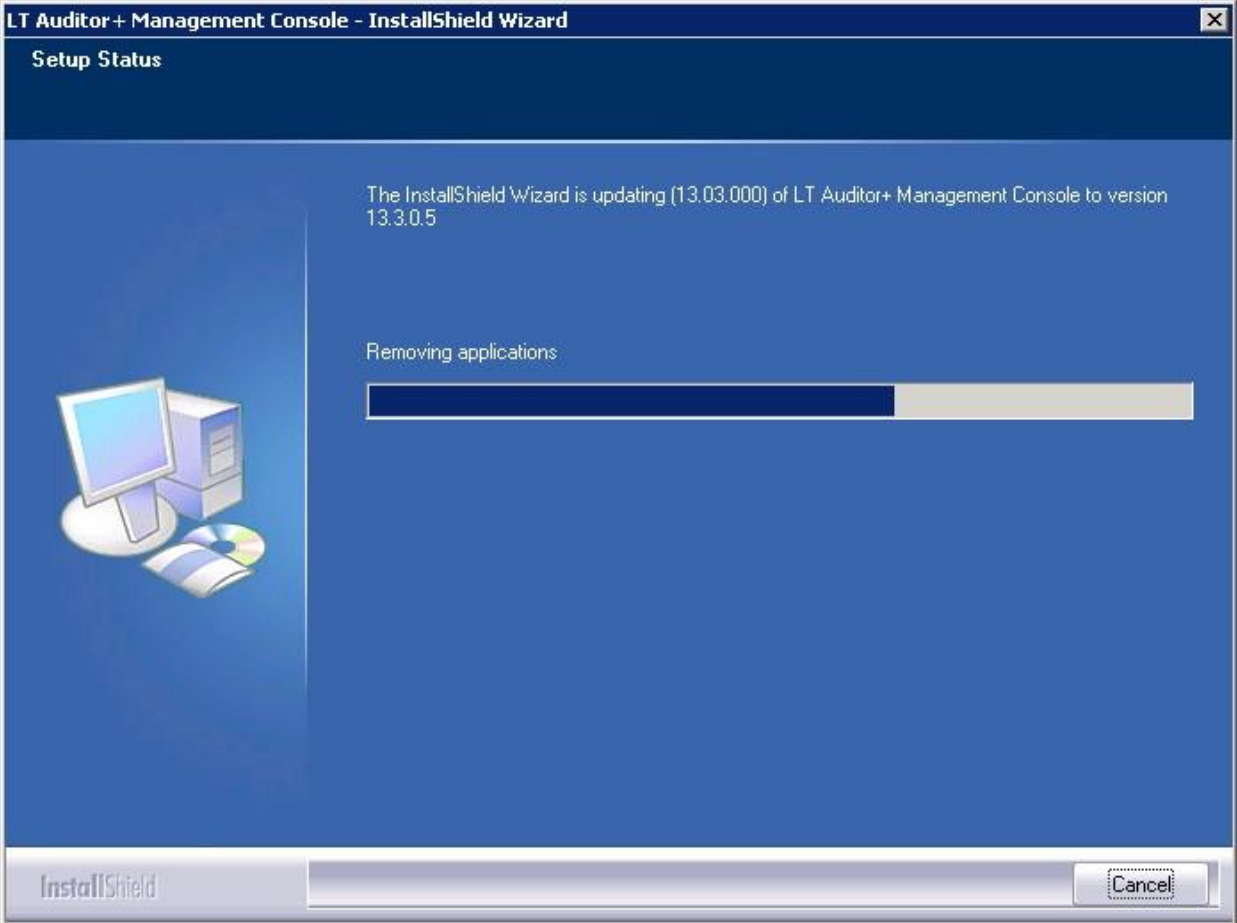 LT Auditor+ Management Console - InstallShield Wizard
Setup Status
The InstallShield Wizard is updating (13.03.000) of LT Auditor+ Management Console to version
13.3.0.5
Removing applications
InstallShield
Cancel